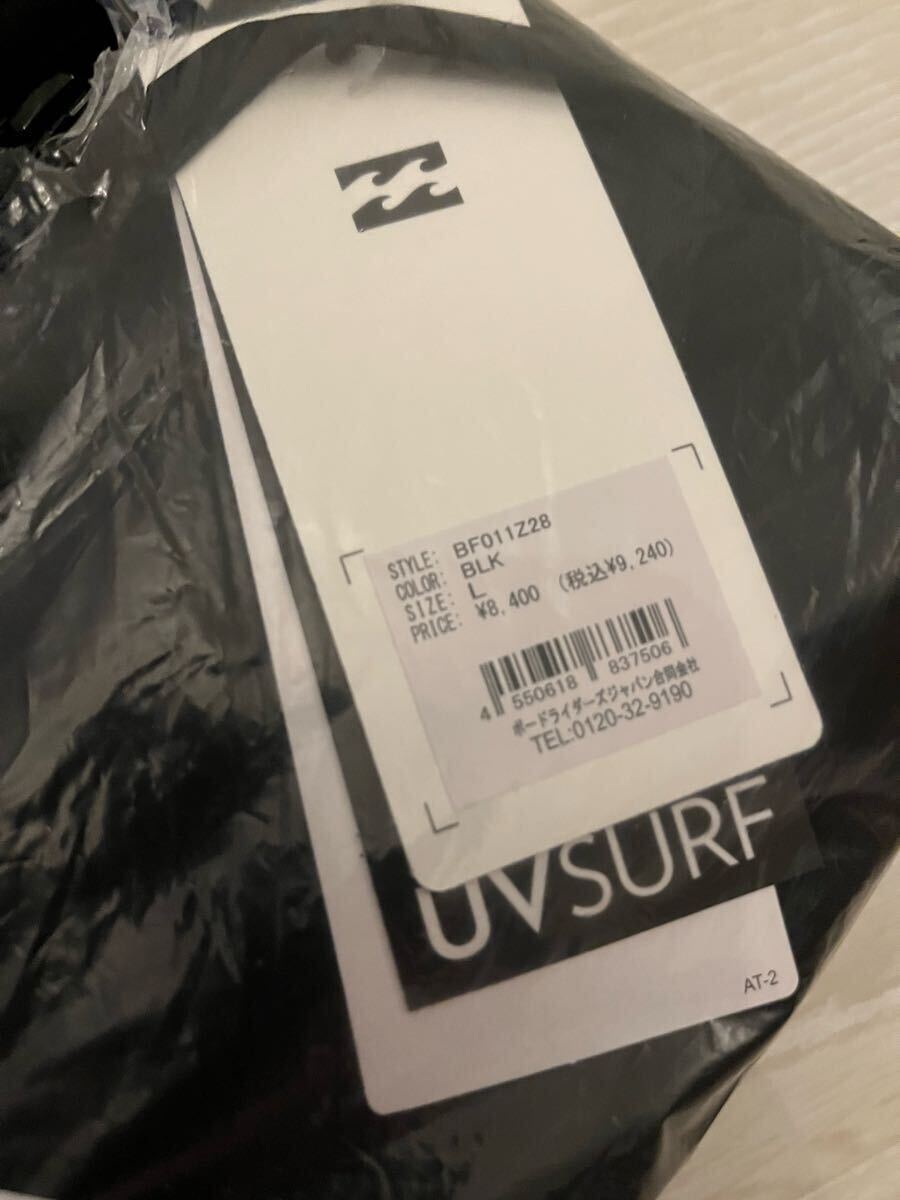 STYLE: BF011Z28
COLOR: BLK
SIZE: L
PRICE: ¥8,400 (税込¥9,240)
4 550618 837506
ボードライダーズジャパン合同会社
TEL:0120-32-9190
UVSURF
AT-2